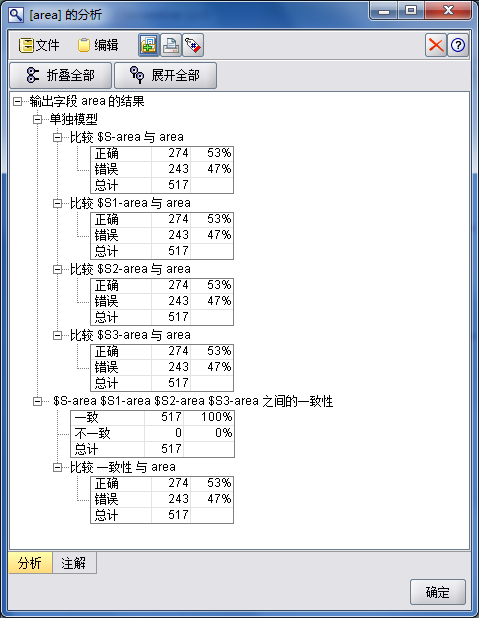 [area] 的分析
文件 编辑
折叠全部 展开全部
输出字段 area 的结果
单独模型
比较 $S-area 与 area
正确 274 53%
错误 243 47%
总计 517
比较 $S1-area 与 area
正确 274 53%
错误 243 47%
总计 517
比较 $S2-area 与 area
正确 274 53%
错误 243 47%
总计 517
比较 $S3-area 与 area
正确 274 53%
错误 243 47%
总计 517
$S-area $S1-area $S2-area $S3-area 之间的一致性
一致 517 100%
不一致 0 0%
总计 517
比较 一致性 与 area
正确 274 53%
错误 243 47%
总计 517
分析 注解
确定